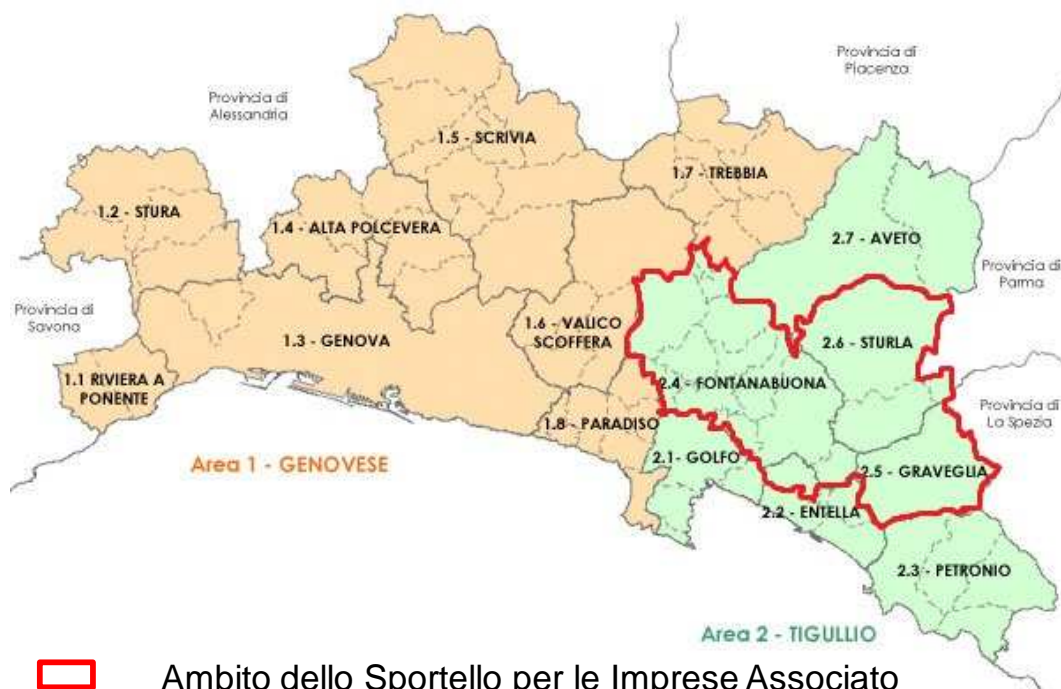 Provincia di
Piacenza
Provincia di
Alessandria
1.5 - SCRIVIA
1.7 - TREBBIA
1.2 - STURA
1.4 - ALTA POLCEVERA
2.7 - AVETO
Provincia di
Parma
Provincia di
Savona
1.3 - GENOVA
1.6 - VALICO
SCOFFERA
2.6 - STURLA
1.1 RIVIERA A
PONENTE
2.4 - FONTANABUONA
Provincia di
La Spezia
1.8 - PARADISO
Area 1 - GENOVESE
2.1- GOLFO
2.5 - GRAVEGLIA
2.2 - ENTELLA
2.3 - PETRONIO
Area 2 - TIGULLIO
Ambito dello Sportello per le Imprese Associato